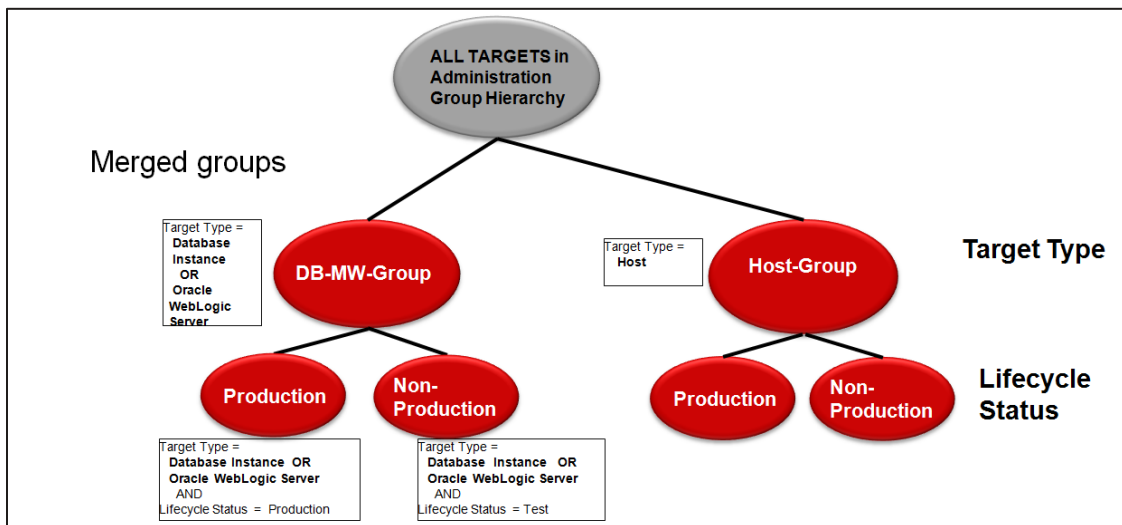 ALL TARGETS in
Administration
Group Hierarchy
Merged groups
Target Type =
Database
Instance
OR
Oracle
WebLogic
Server
DB-MW-Group
Target Type =
Host
Host-Group
Target Type
Production
Non-
Production
Production
Non-
Production
Lifecycle
Status
Target Type =
Database Instance OR
Oracle WebLogic Server
AND
Lifecycle Status = Production
Target Type =
Database Instance OR
Oracle WebLogic Server
AND
Lifecycle Status = Test